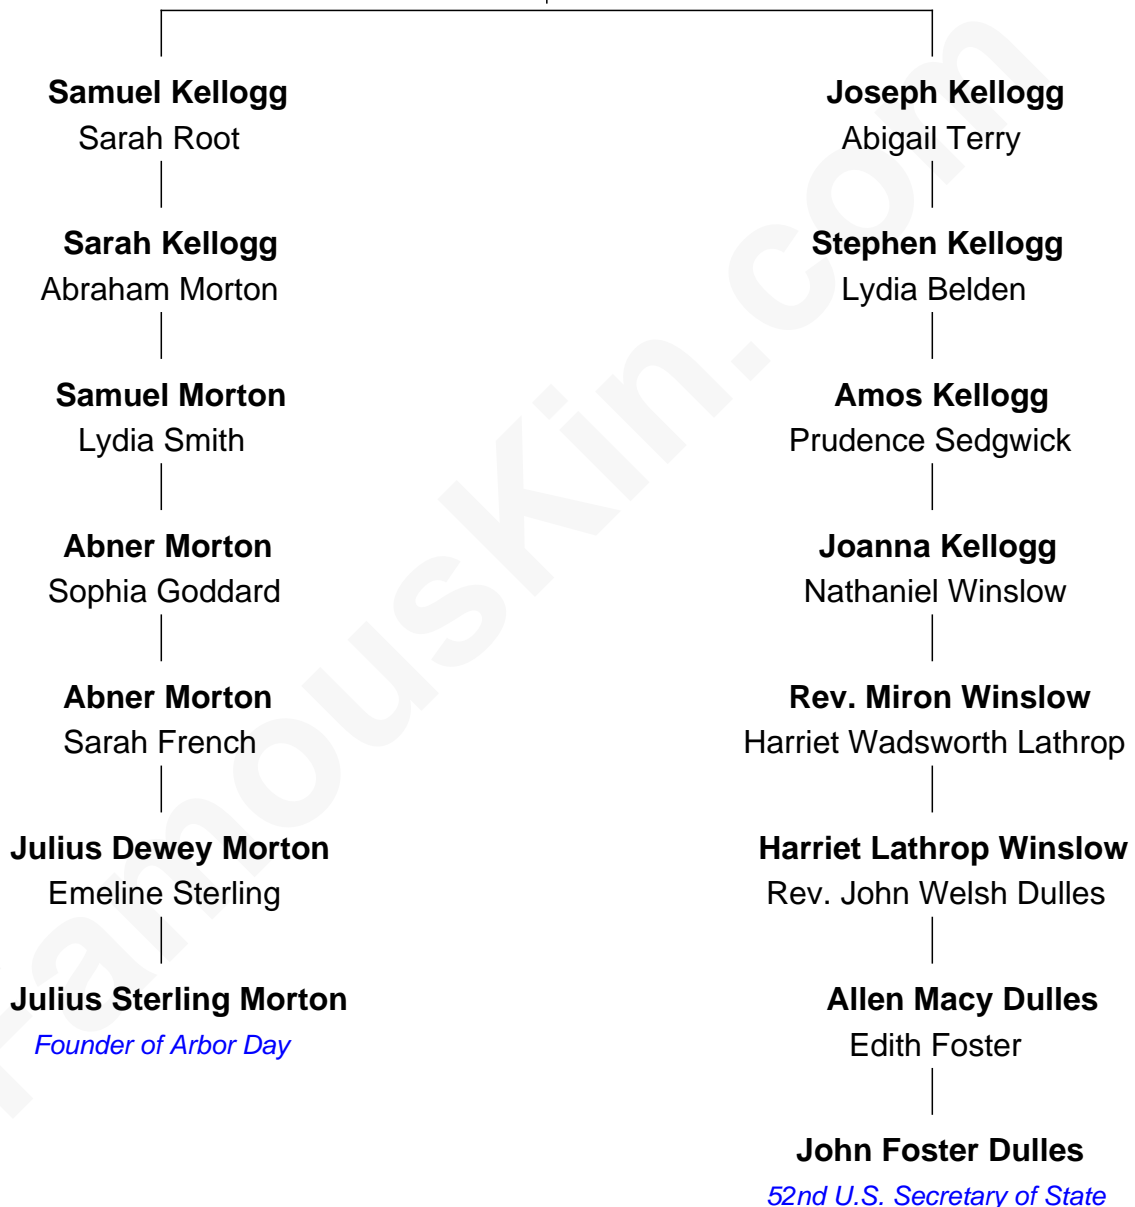 Samuel Kellogg
Sarah Root
Joseph Kellogg
Abigail Terry
Sarah Kellogg
Abraham Morton
Stephen Kellogg
Lydia Belden
Samuel Morton
Lydia Smith
Amos Kellogg
Prudence Sedgwick
Abner Morton
Sophia Goddard
Joanna Kellogg
Nathaniel Winslow
Abner Morton
Sarah French
Rev. Miron Winslow
Harriet Wadsworth Lathrop
Julius Dewey Morton
Emeline Sterling
Harriet Lathrop Winslow
Rev. John Welsh Dulles
Julius Sterling Morton
Founder of Arbor Day
Allen Macy Dulles
Edith Foster
John Foster Dulles
52nd U.S. Secretary of State
FamousKin.com